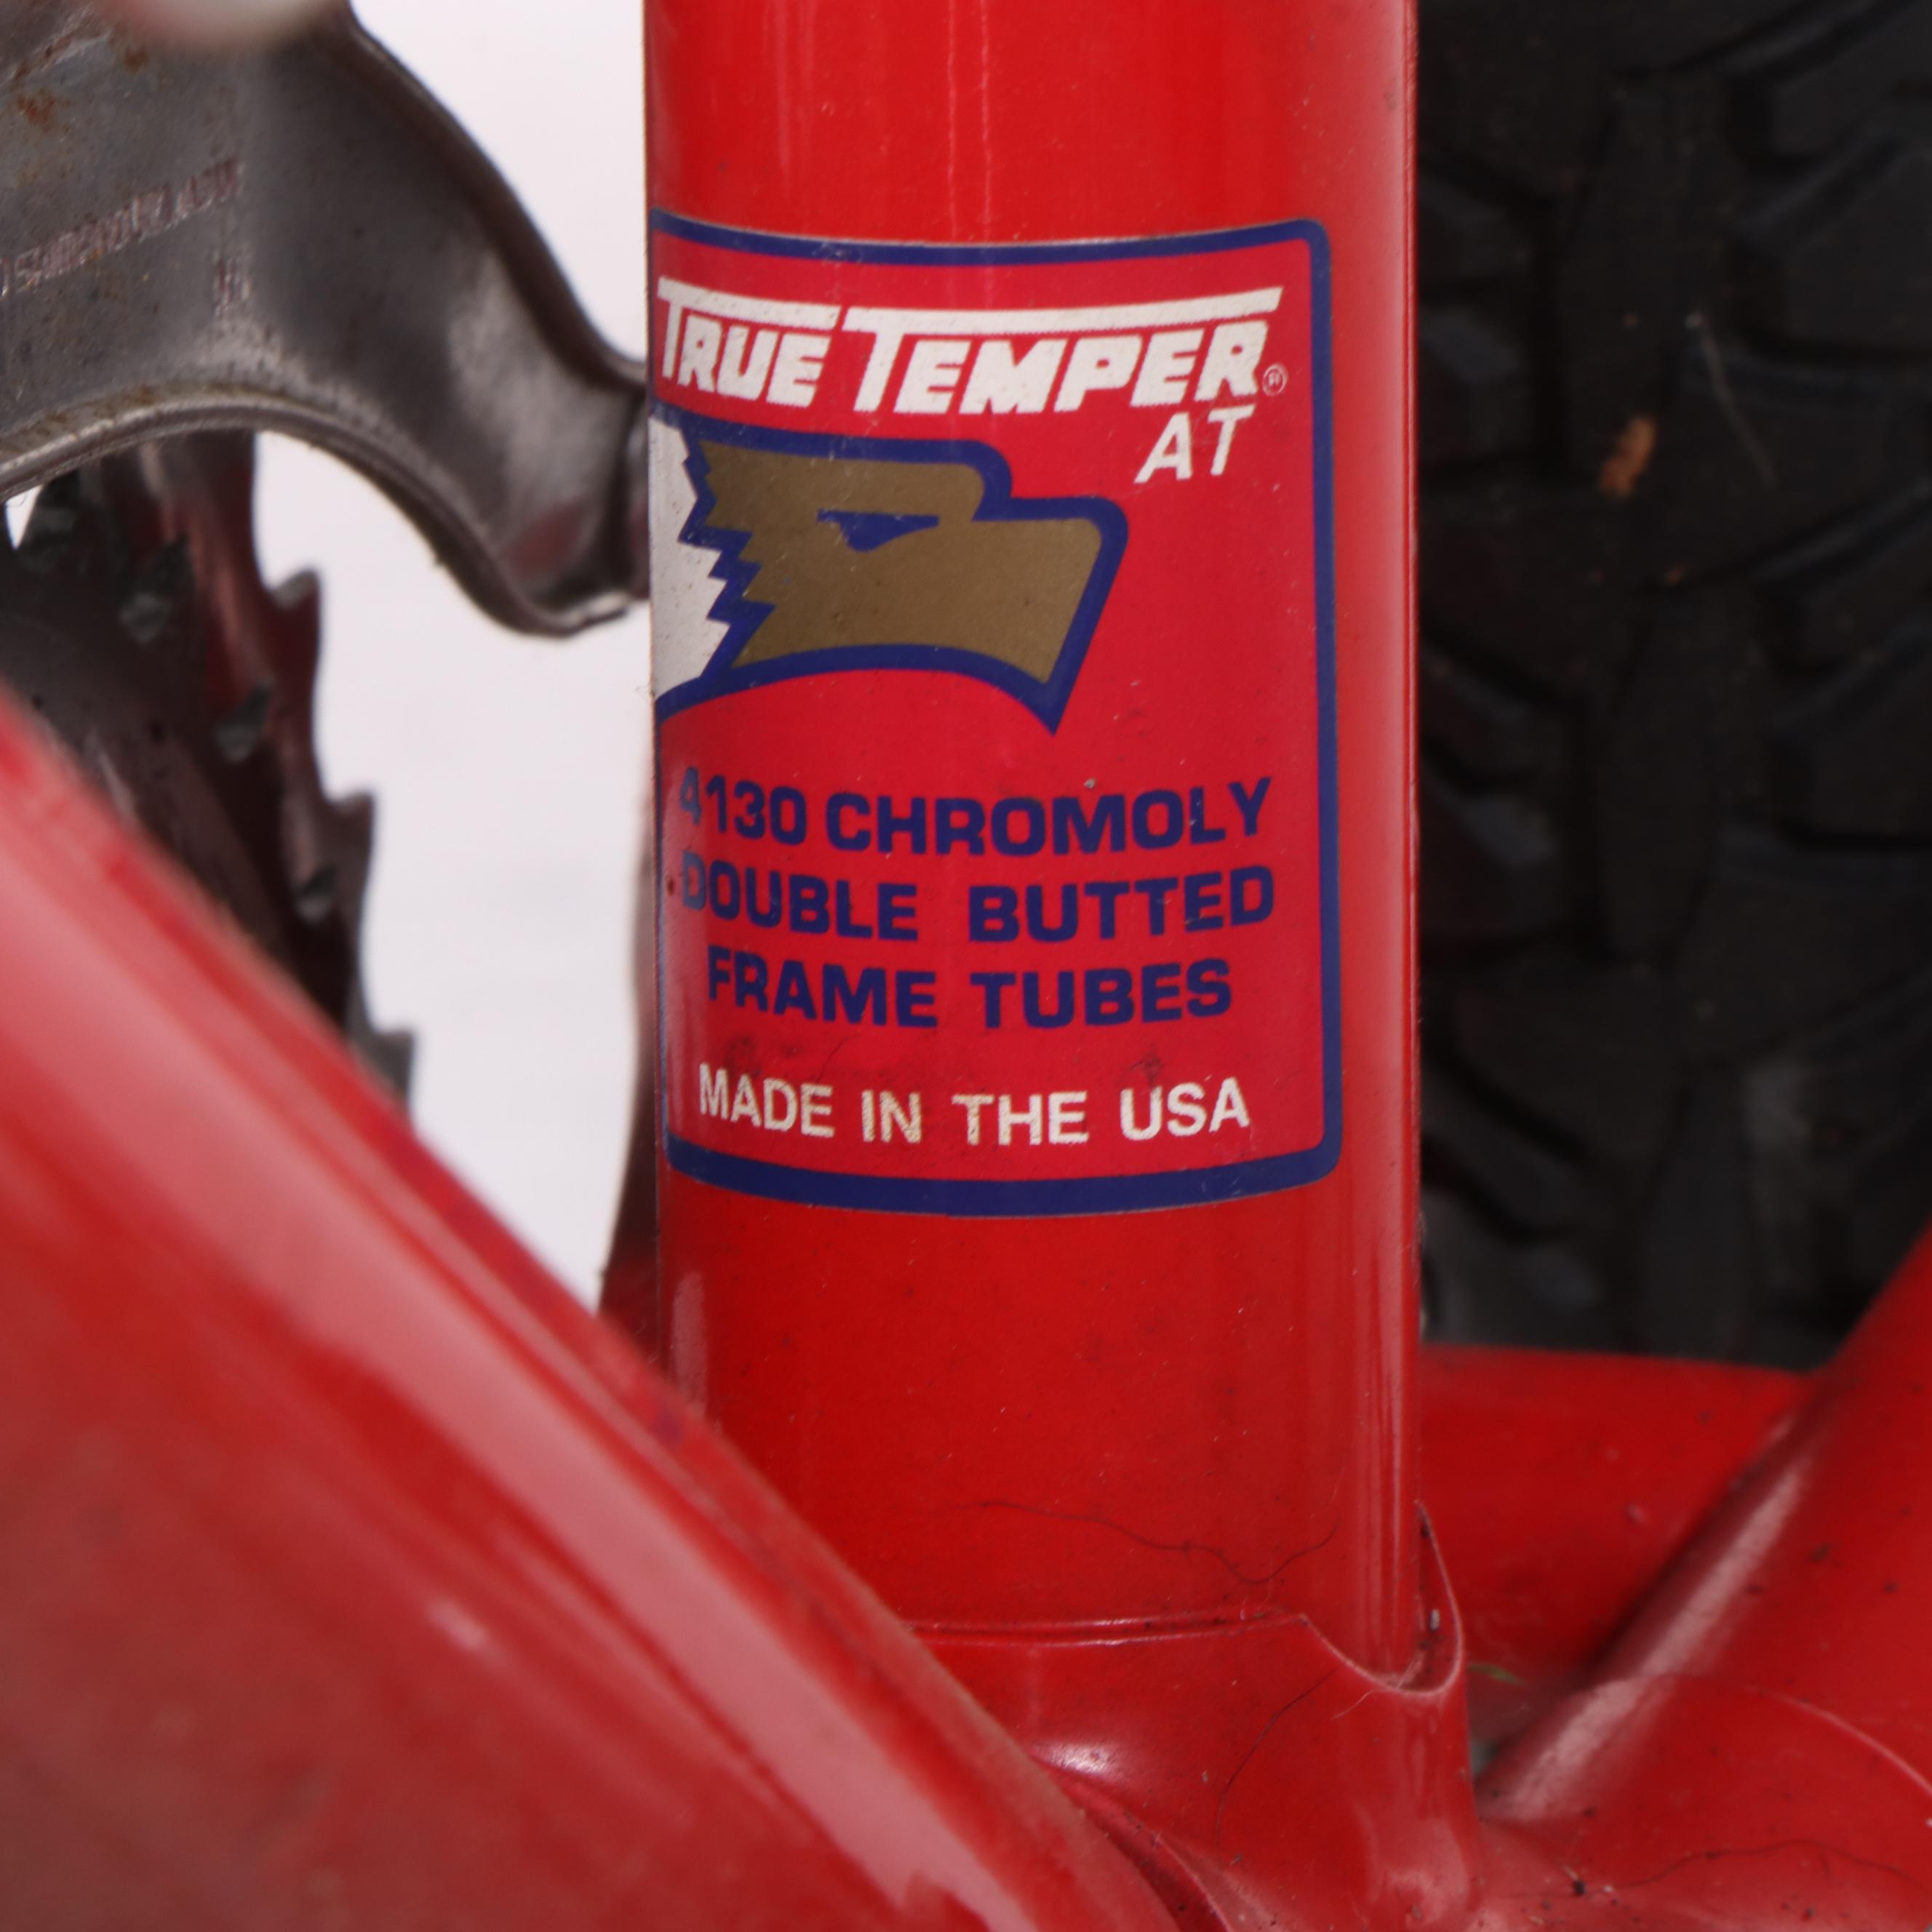 TRUE TEMPER®
AT
4130 CHROMOLY
DOUBLE BUTTED
FRAME TUBES
MADE IN THE USA